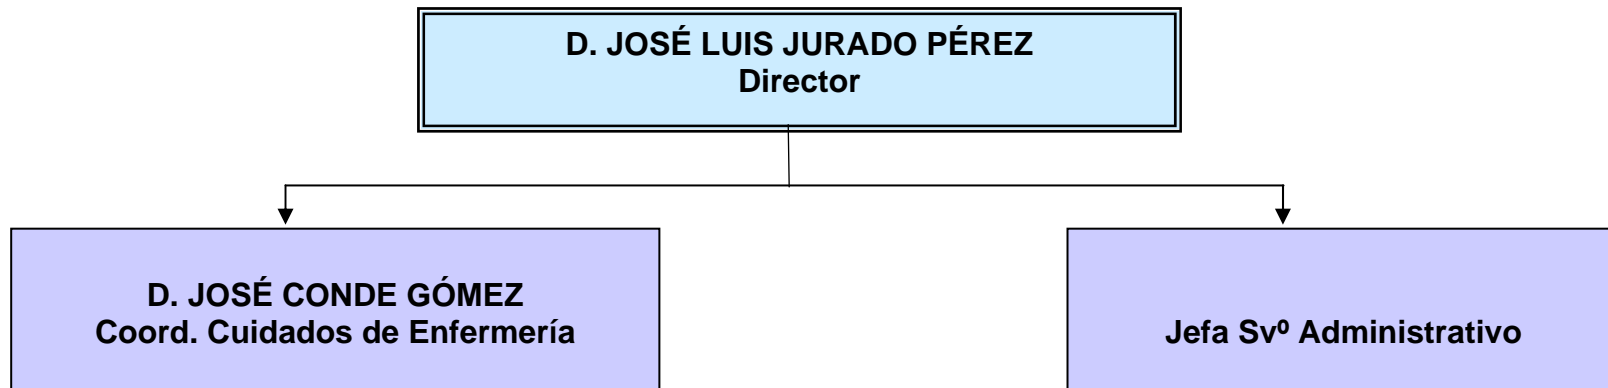 D. JOSÉ LUIS JURADO PÉREZ
Director
D. JOSÉ CONDE GÓMEZ
Coord. Cuidados de Enfermería
Jefa Svº Administrativo